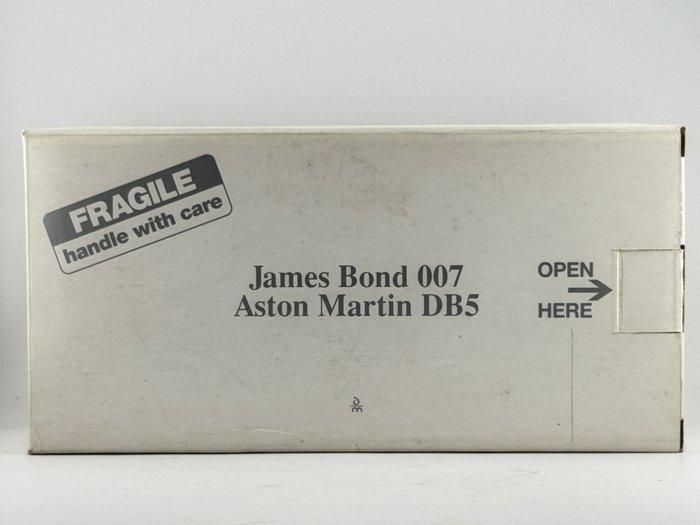 FRAGILE
handle with care
James Bond 007
Aston Martin DB5
OPEN
HERE